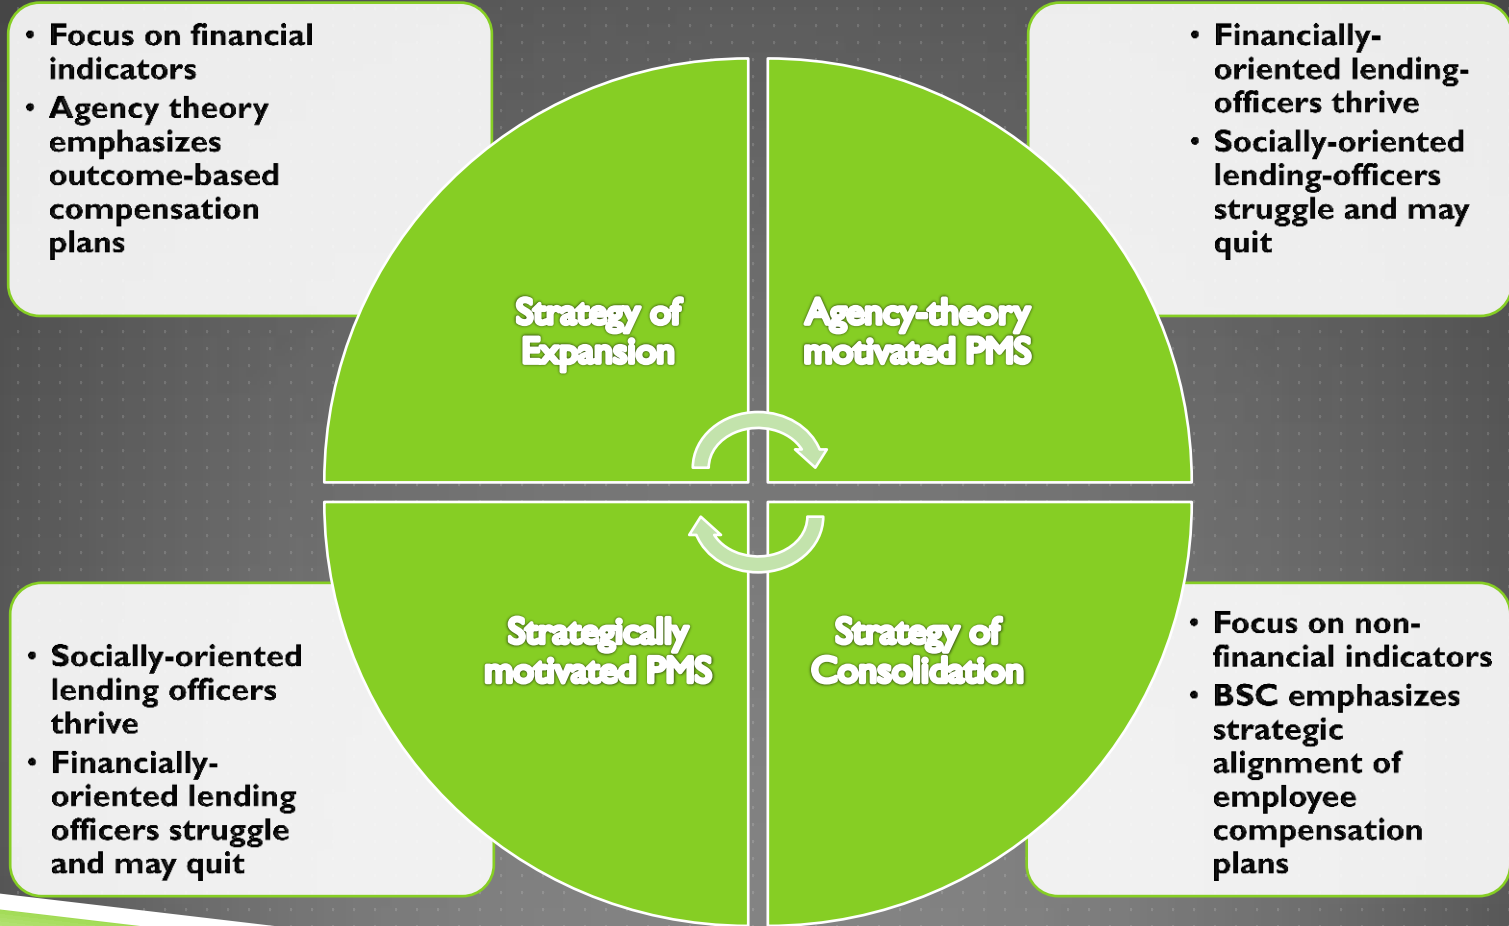 • Focus on financial
indicators
• Agency theory
emphasizes
outcome-based
compensation
plans
• Financially-
oriented lending-
officers thrive
• Socially-oriented
lending-officers
struggle and may
quit
Strategy of
Expansion
Agency-theory
motivated PMS
Strategically
motivated PMS
Strategy of
Consolidation
• Socially-oriented
lending officers
thrive
• Financially-
oriented lending
officers struggle
and may quit
• Focus on non-
financial indicators
• BSC emphasizes
strategic
alignment of
employee
compensation
plans